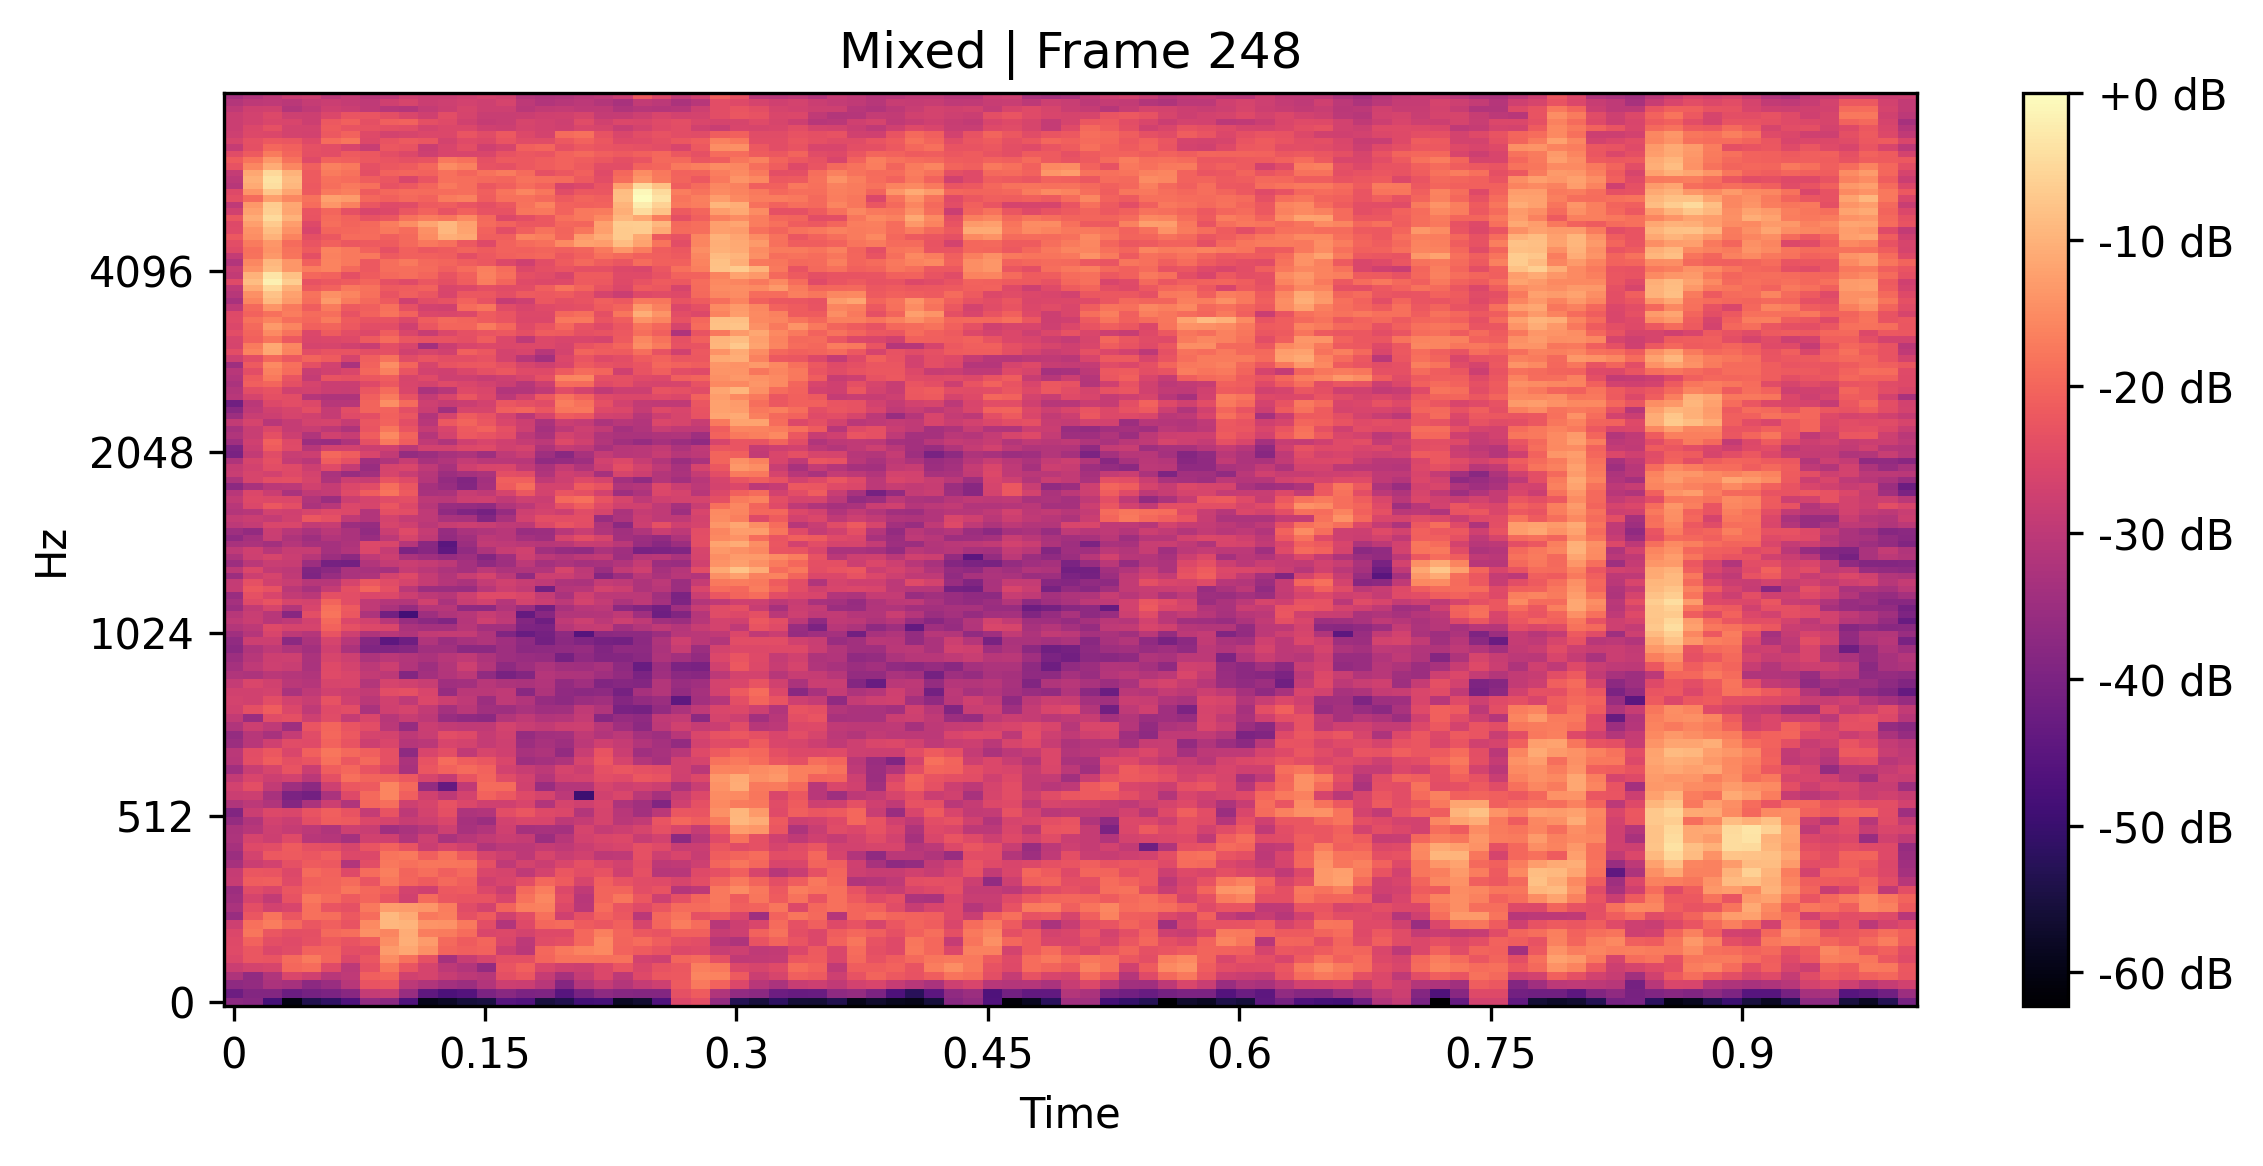 Mixed | Frame 248
Hz
4096
2048
1024
512
0
0 0.15 0.3 0.45 0.6 0.75 0.9
Time
+0 dB
-10 dB
-20 dB
-30 dB
-40 dB
-50 dB
-60 dB